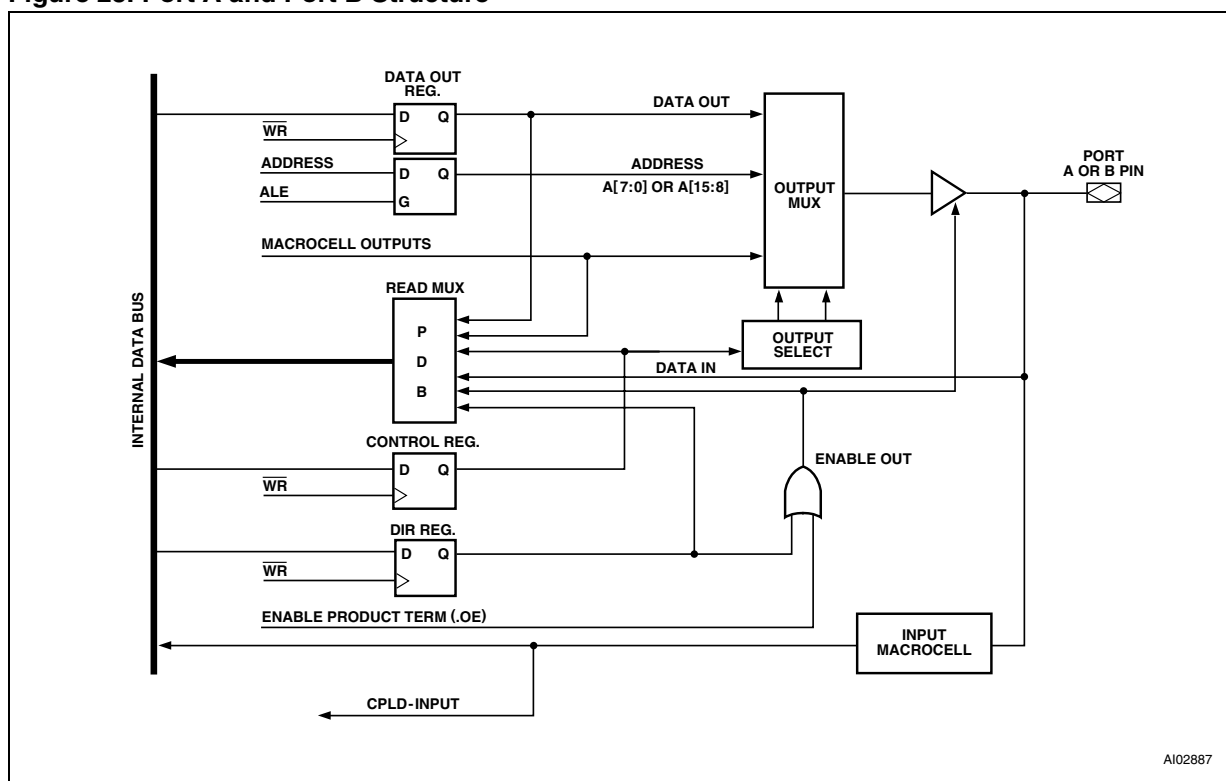 DATA OUT
REG.
D Q
WR
DATA OUT
ADDRESS
D Q
ALE
G
ADDRESS
A[7:0] OR A[15:8]
OUTPUT
MUX
PORT
A OR B PIN
MACROCELL OUTPUTS
READ MUX
P
D
B
OUTPUT
SELECT
DATA IN
INTERNAL DATA BUS
CONTROL REG.
D Q
WR
ENABLE OUT
DIR REG.
D Q
WR
ENABLE PRODUCT TERM (.OE)
INPUT
MACROCELL
CPLD-INPUT
AI02887